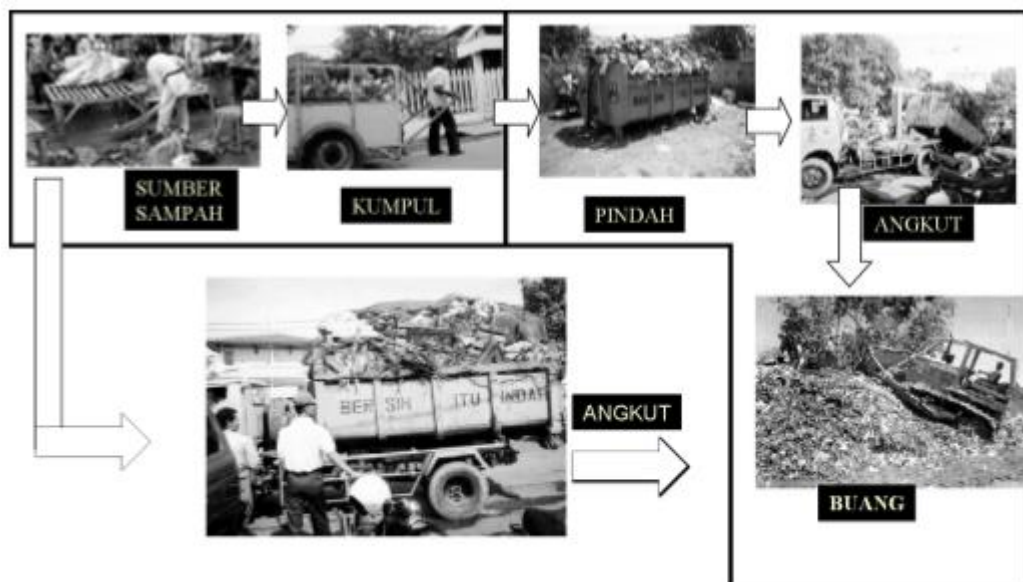 SUMBER
SAMPAH
KUMPUL
PINDAH
ANGKUT
BERSIH ITU INDAH
ANGKUT
BUANG